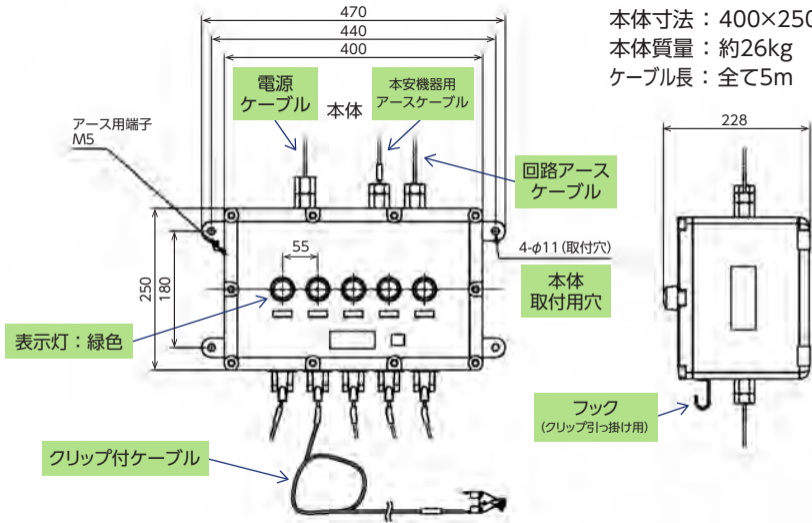 470
440
400
本体寸法：400×250
本体質量：約26kg
ケーブル長：全て5m
電源
ケーブル
本体
本安機器用
アースケーブル
アース用端子
M5
回路アース
ケーブル
228
55
250
180
4-φ11(取付穴)
本体
取付用穴
表示灯：緑色
フック
(クリップ引っ掛け用)
クリップ付ケーブル